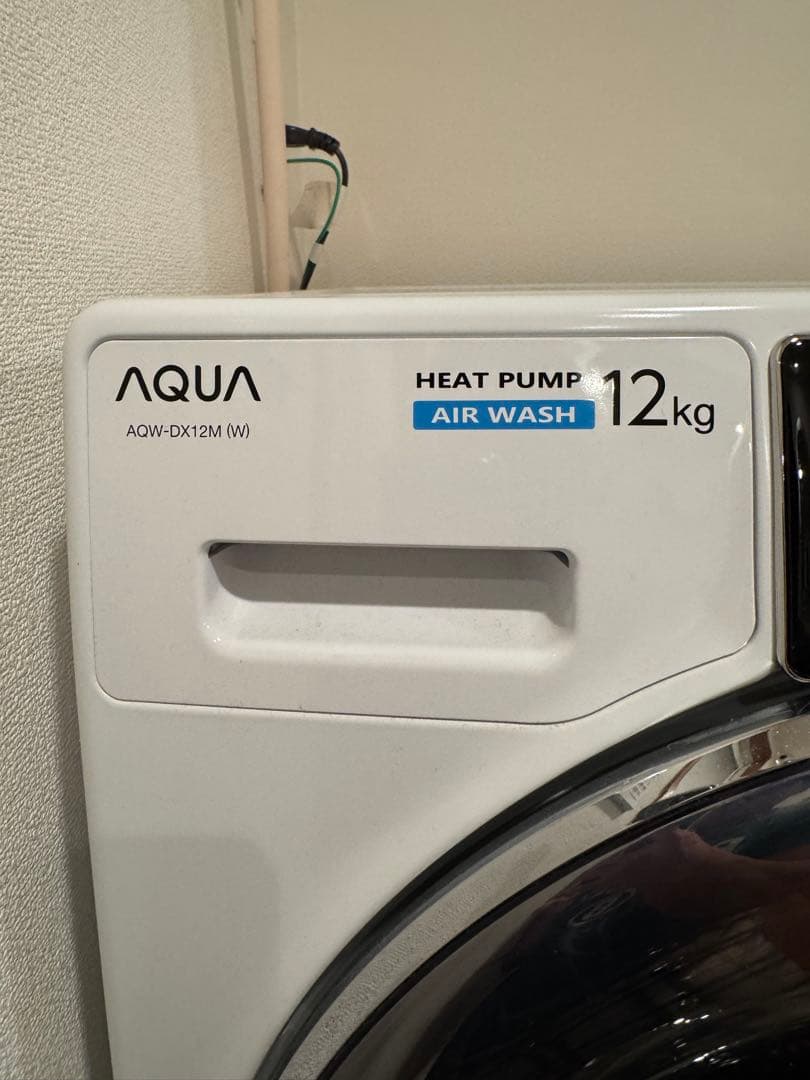 AQUA
AQW-DX12M (W)
HEAT PUMP
AIR WASH
12kg